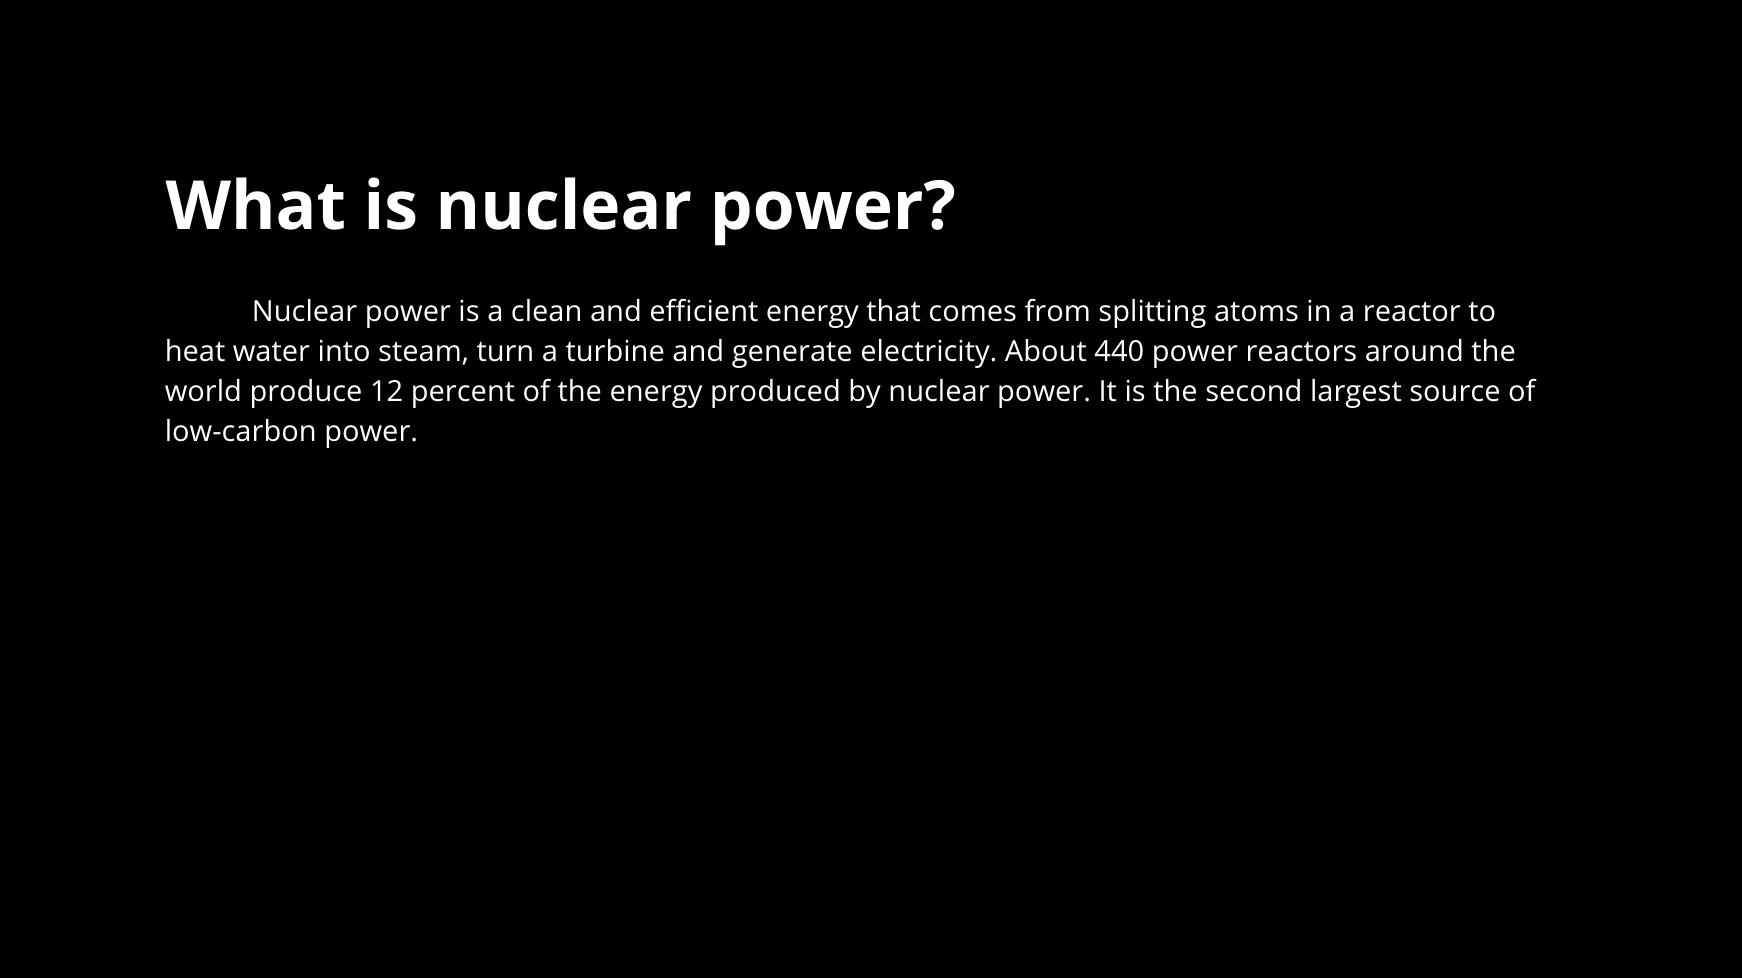 What is nuclear power?
Nuclear power is a clean and efficient energy that comes from splitting atoms in a reactor to
heat water into steam, turn a turbine and generate electricity. About 440 power reactors around the
world produce 12 percent of the energy produced by nuclear power. It is the second largest source of
low-carbon power.